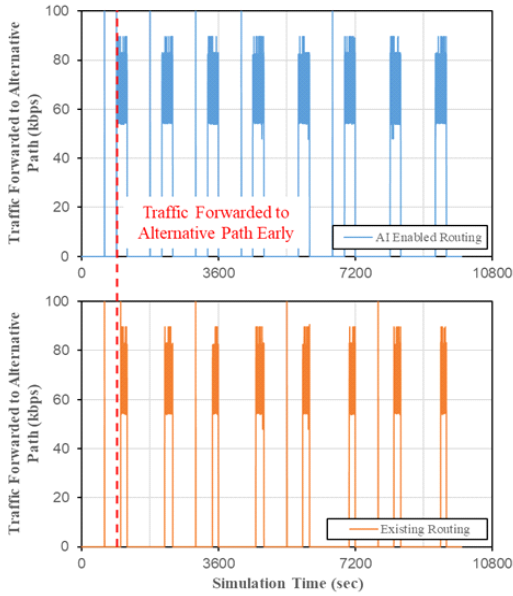 100
80
60
40
20
0
Traffic Forwarded to Alternative
Path (kbps)
Traffic Forwarded to
Alternative Path Early
AI Enabled Routing
0
3600
7200
10800
100
80
60
40
20
0
Traffic Forwarded to Alternative
Path (kbps)
Existing Routing
0
3600
7200
10800
Simulation Time (sec)